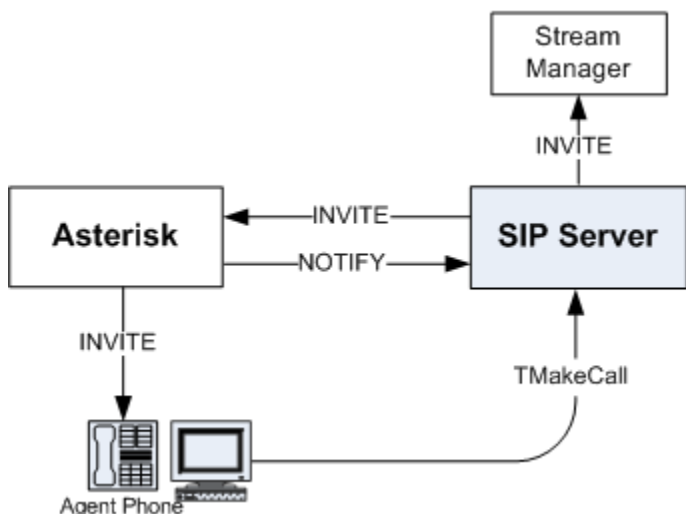 Stream
Manager
INVITE
Asterisk
INVITE
SIP Server
NOTIFY
INVITE
TMakeCall
Agent Phone